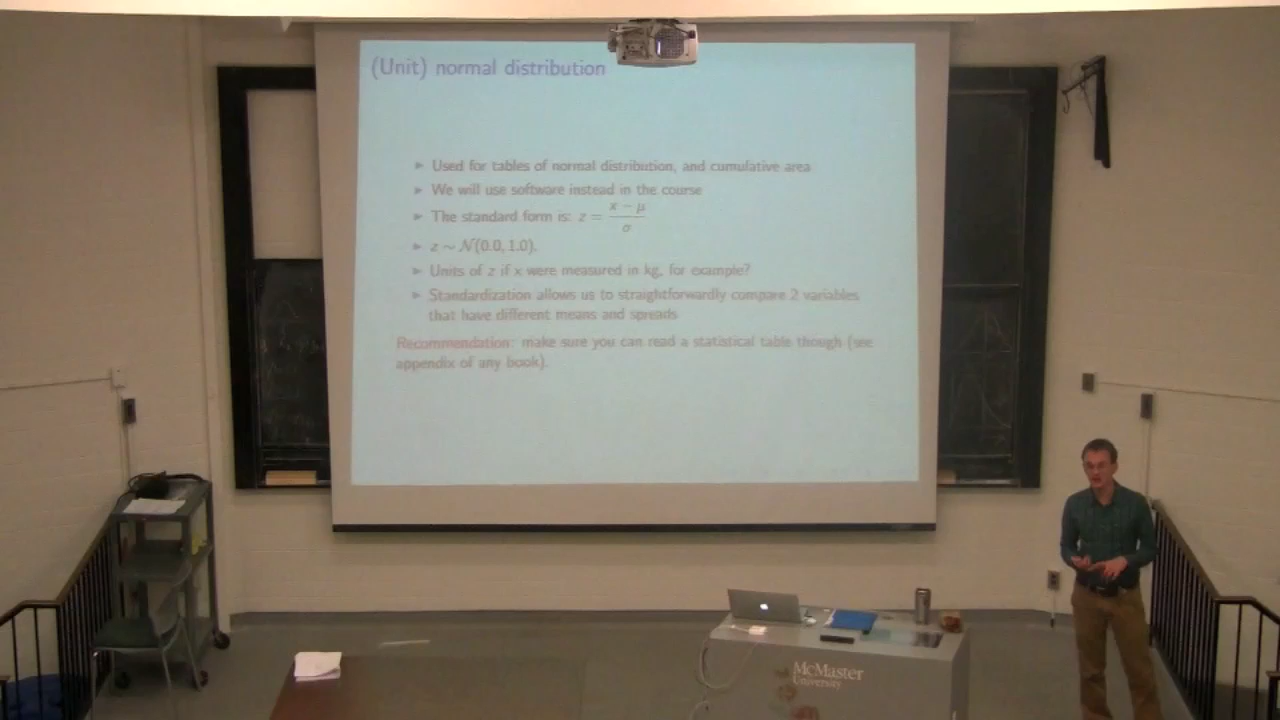 (Unit) normal distribution
► Used for tables of normal distribution, and cumulative area
► We will use software instead in the course
► The standard form is: z = (x − μ) / σ
► z ~ N(0.0, 1.0).
► Units of z if x were measured in kg, for example?
► Standardization allows us to straightforwardly compare 2 variables
that have different means and spreads
Recommendation: make sure you can read a statistical table though (see
appendix of any book).
McMaster
University